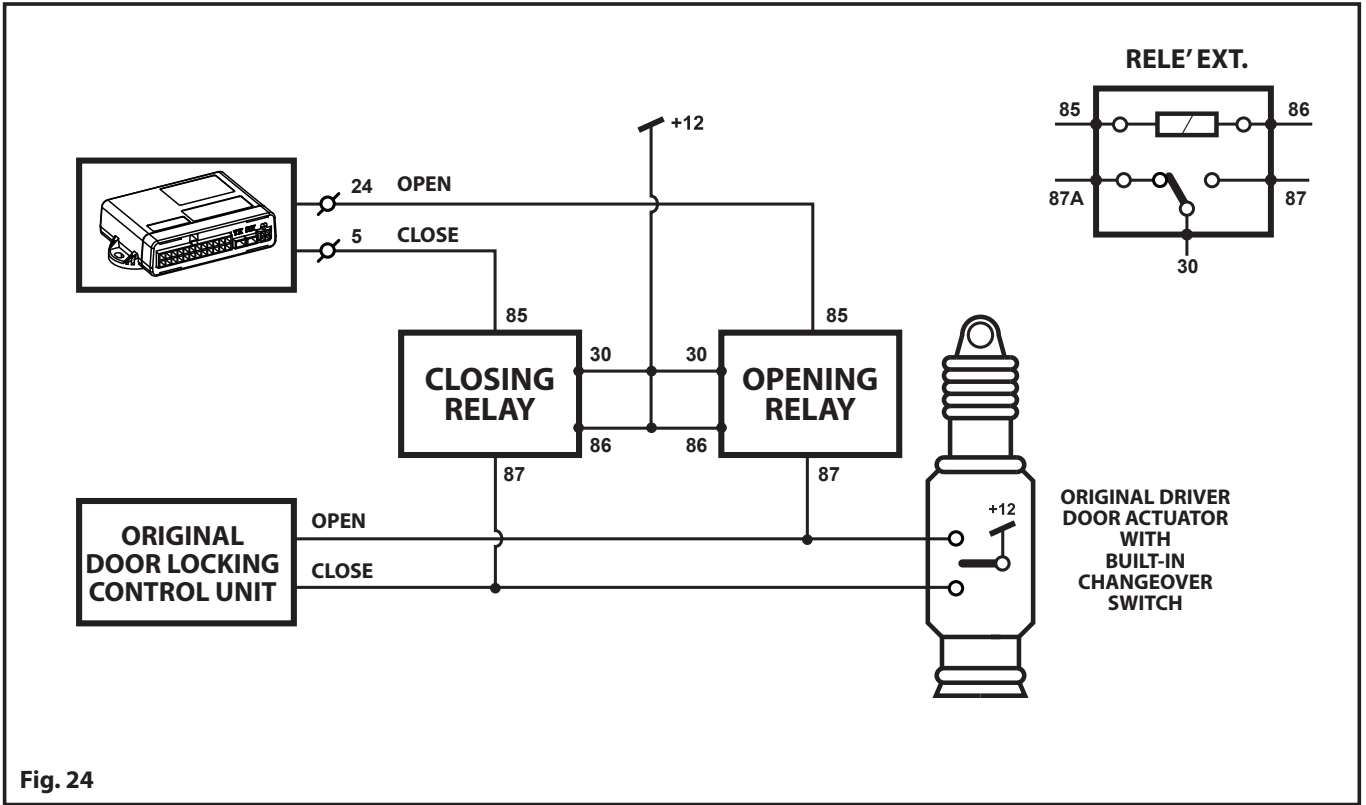 RELE' EXT.
85
86
87A
87
30
+12
24 OPEN
5 CLOSE
85
85
CLOSING
RELAY
30
30
86
86
OPENING
RELAY
87
87
ORIGINAL
DOOR LOCKING
CONTROL UNIT
OPEN
CLOSE
+12
ORIGINAL DRIVER
DOOR ACTUATOR
WITH
BUILT-IN
CHANGEOVER
SWITCH
Fig. 24